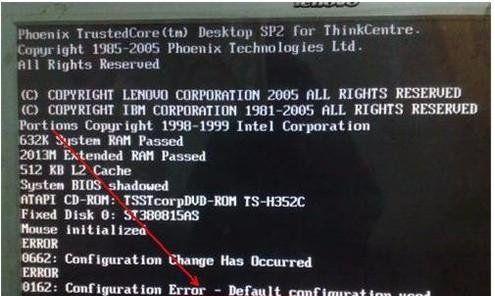 lenovo
Phoenix TrustedCore(tm) Desktop SP2 for ThinkCentre.
Copyright 1985-2005 Phoenix Technologies Ltd.
All Rights Reserved
(C) COPYRIGHT LENOVO CORPORATION 2005 ALL RIGHTS RESERVED
(C) COPYRIGHT IBM CORPORATION 1981-2005 ALL RIGHTS RESERVED
Portions Copyright 1998-1999 Intel Corporation
632K System RAM Passed
2013M Extended RAM Passed
512 KB L2 Cache
System BIOS shadowed
ATAPI CD-ROM: TSSTcorpDVD-ROM TS-H352C
Fixed Disk 0: ST380815AS
Mouse initialized
ERROR
0662: Configuration Change Has Occurred
ERROR
0162: Configuration Error - Default configuration used